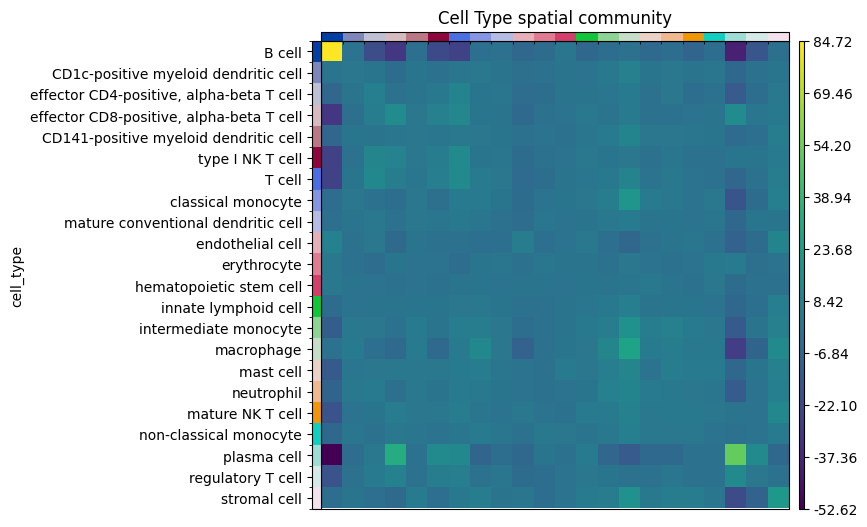 Cell Type spatial community
cell_type
B cell
CD1c-positive myeloid dendritic cell
effector CD4-positive, alpha-beta T cell
effector CD8-positive, alpha-beta T cell
CD141-positive myeloid dendritic cell
type I NK T cell
T cell
classical monocyte
mature conventional dendritic cell
endothelial cell
erythrocyte
hematopoietic stem cell
innate lymphoid cell
intermediate monocyte
macrophage
mast cell
neutrophil
mature NK T cell
non-classical monocyte
plasma cell
regulatory T cell
stromal cell
84.72
69.46
54.20
38.94
23.68
8.42
-6.84
-22.10
-37.36
-52.62